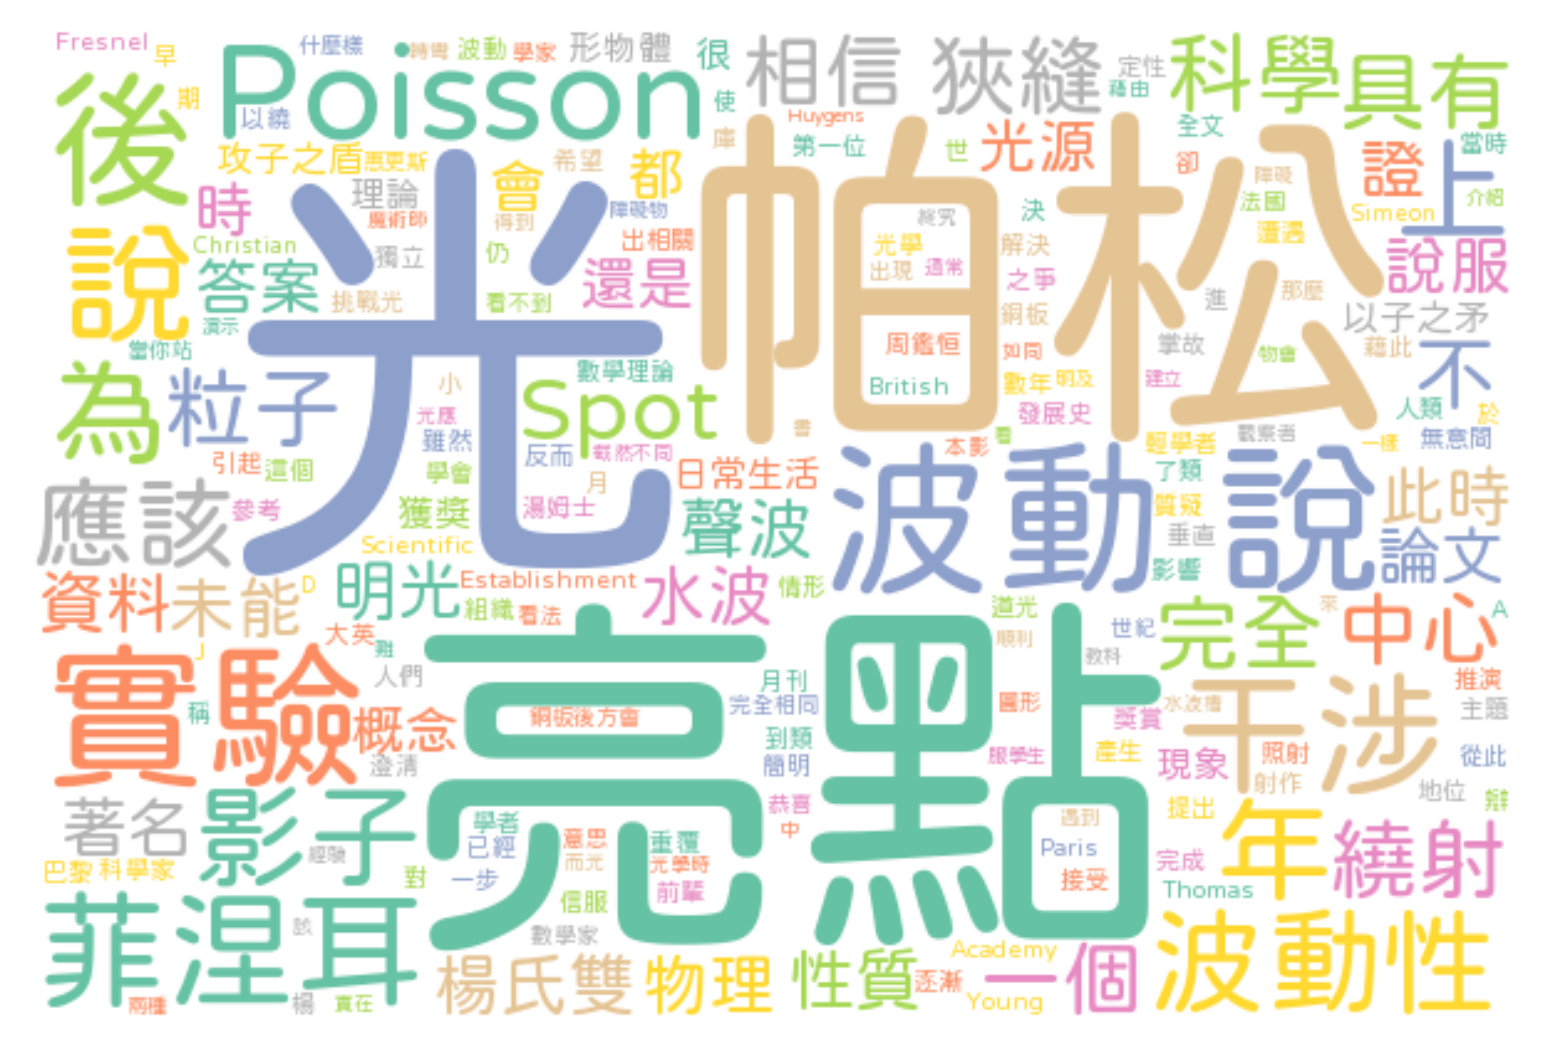 Fresnel
早
期
後
Poisson
什麼樣
轉彎
波動
學家
形物體
很
使
庫
相信
狹縫
定性
藉由
科學
具有
以繞
攻子之盾
惠更斯
會
希望
都
Huygens
第一位
世
光源
全文
卻
障礙
證
上
當時
介紹
時
理論
魔術師
得到
障礙物
出相關
光
帕松
終究
光學
出現
通常
決
解決
之爭
法國
遭遇
Simeon
說服
說
Christian
答案
獨立
挑戰光
仍
看不到
還是
銅板
進
那麼
以子之矛
演示
當你站
周鑑恒
如同
掌故
物會
藉此
不
為
粒子
小
光應
雖然
Spot
數學理論
British
數年
明及
建立
發展史
人類
於
引起
這個
學會
反而
截然不同
月
書
本影
看
輕學者
觀察者
一樣
無意間
應該
參考
獲獎
湯姆士
日常生活
聲波
波動說
了類
質疑
垂直
影響
此時
論文
Scientific
資料
未能
D
明光
Establishment
組織
看法
水波
情形
道光
順利
世紀
完全
來
中心
A
J
大英
難
人們
亮點
月刊
完全相同
教科
推演
實驗
稱
概念
澄清
銅板後方會
到類
簡明
圖形
獎賞
水波槽
干涉
主題
服學生
產生
現象
照射
射作
從此
地位
辯
著名
影子
經驗
學者
已經
一步
意思
而光
重覆
光學時
前輩
恭喜
中
遇到
Paris
接受
提出
完成
Thomas
年
繞射
巴黎
科學家
對
信服
數學家
菲涅耳
該
兩種
楊
實在
楊氏雙
物理
性質
逐漸
Academy
Young
一個
波動性